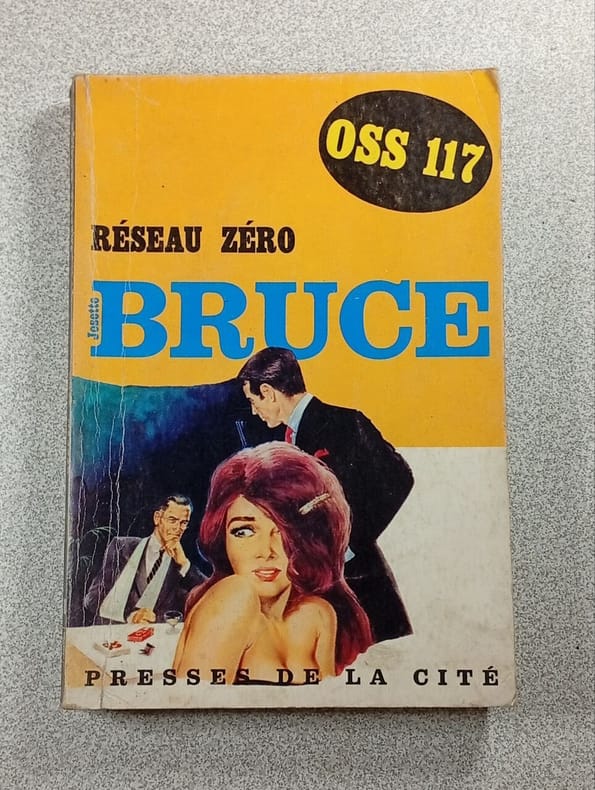 OSS 117
RÉSEAU ZÉRO
Josette
BRUCE
PRESSES DE LA CITÉ